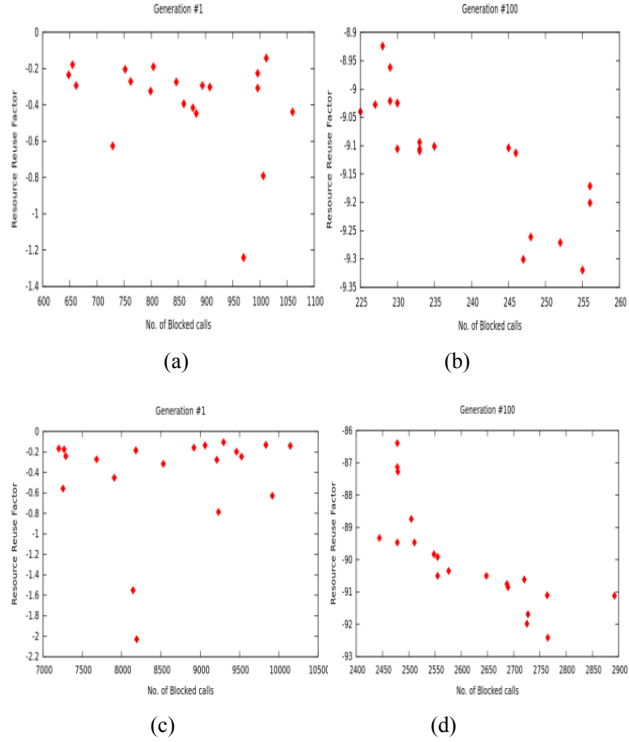 Generation #1
Resource Reuse Factor
0
-0.2
-0.4
-0.6
-0.8
-1
-1.2
-1.4
600 650 700 750 800 850 900 950 1000 1050 1100
No. of Blocked calls
(a)
Generation #100
Resource Reuse Factor
-8.9
-8.95
-9
-9.05
-9.1
-9.15
-9.2
-9.25
-9.3
-9.35
225 230 235 240 245 250 255 260
No. of Blocked calls
(b)
Generation #1
Resource Reuse Factor
0
-0.2
-0.4
-0.6
-0.8
-1
-1.2
-1.4
-1.6
-1.8
-2
-2.2
7000 7500 8000 8500 9000 9500 10000 10500
No. of Blocked calls
(c)
Generation #100
Resource Reuse Factor
-86
-87
-88
-89
-90
-91
-92
-93
2400 2450 2500 2550 2600 2650 2700 2750 2800 2850 2900
No. of Blocked calls
(d)